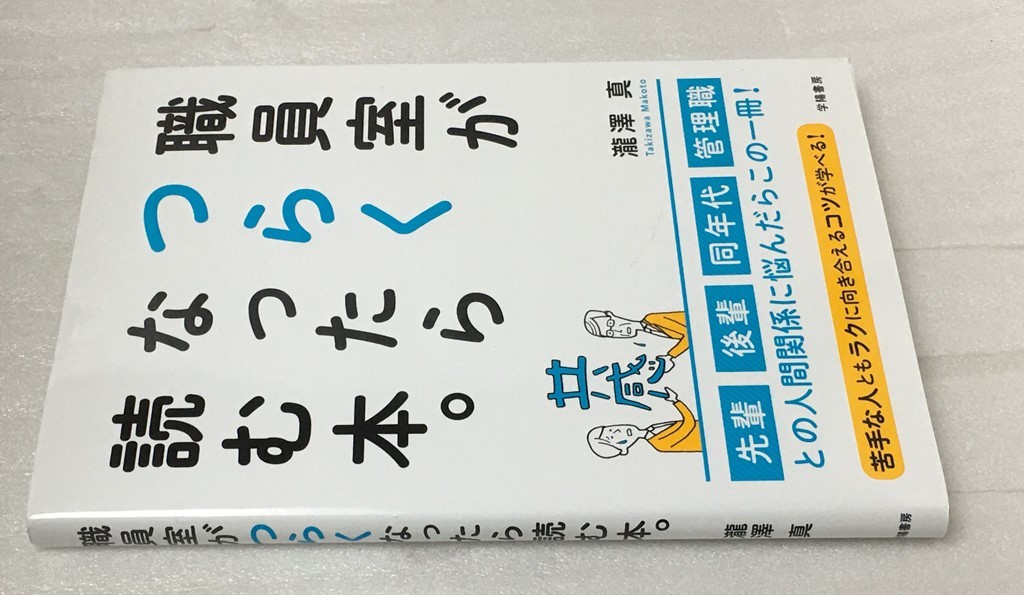 職員室が
つらく
なったら
読む本。
瀧澤 真
Takizawa Makoto
共感
先輩 後輩 同年代 管理職
との人間関係に悩んだらこの一冊!
苦手な人ともラクに向き合えるコツが学べる!
学陽書房
職員室がつらくなったら読む本。 瀧澤 真 学陽書房